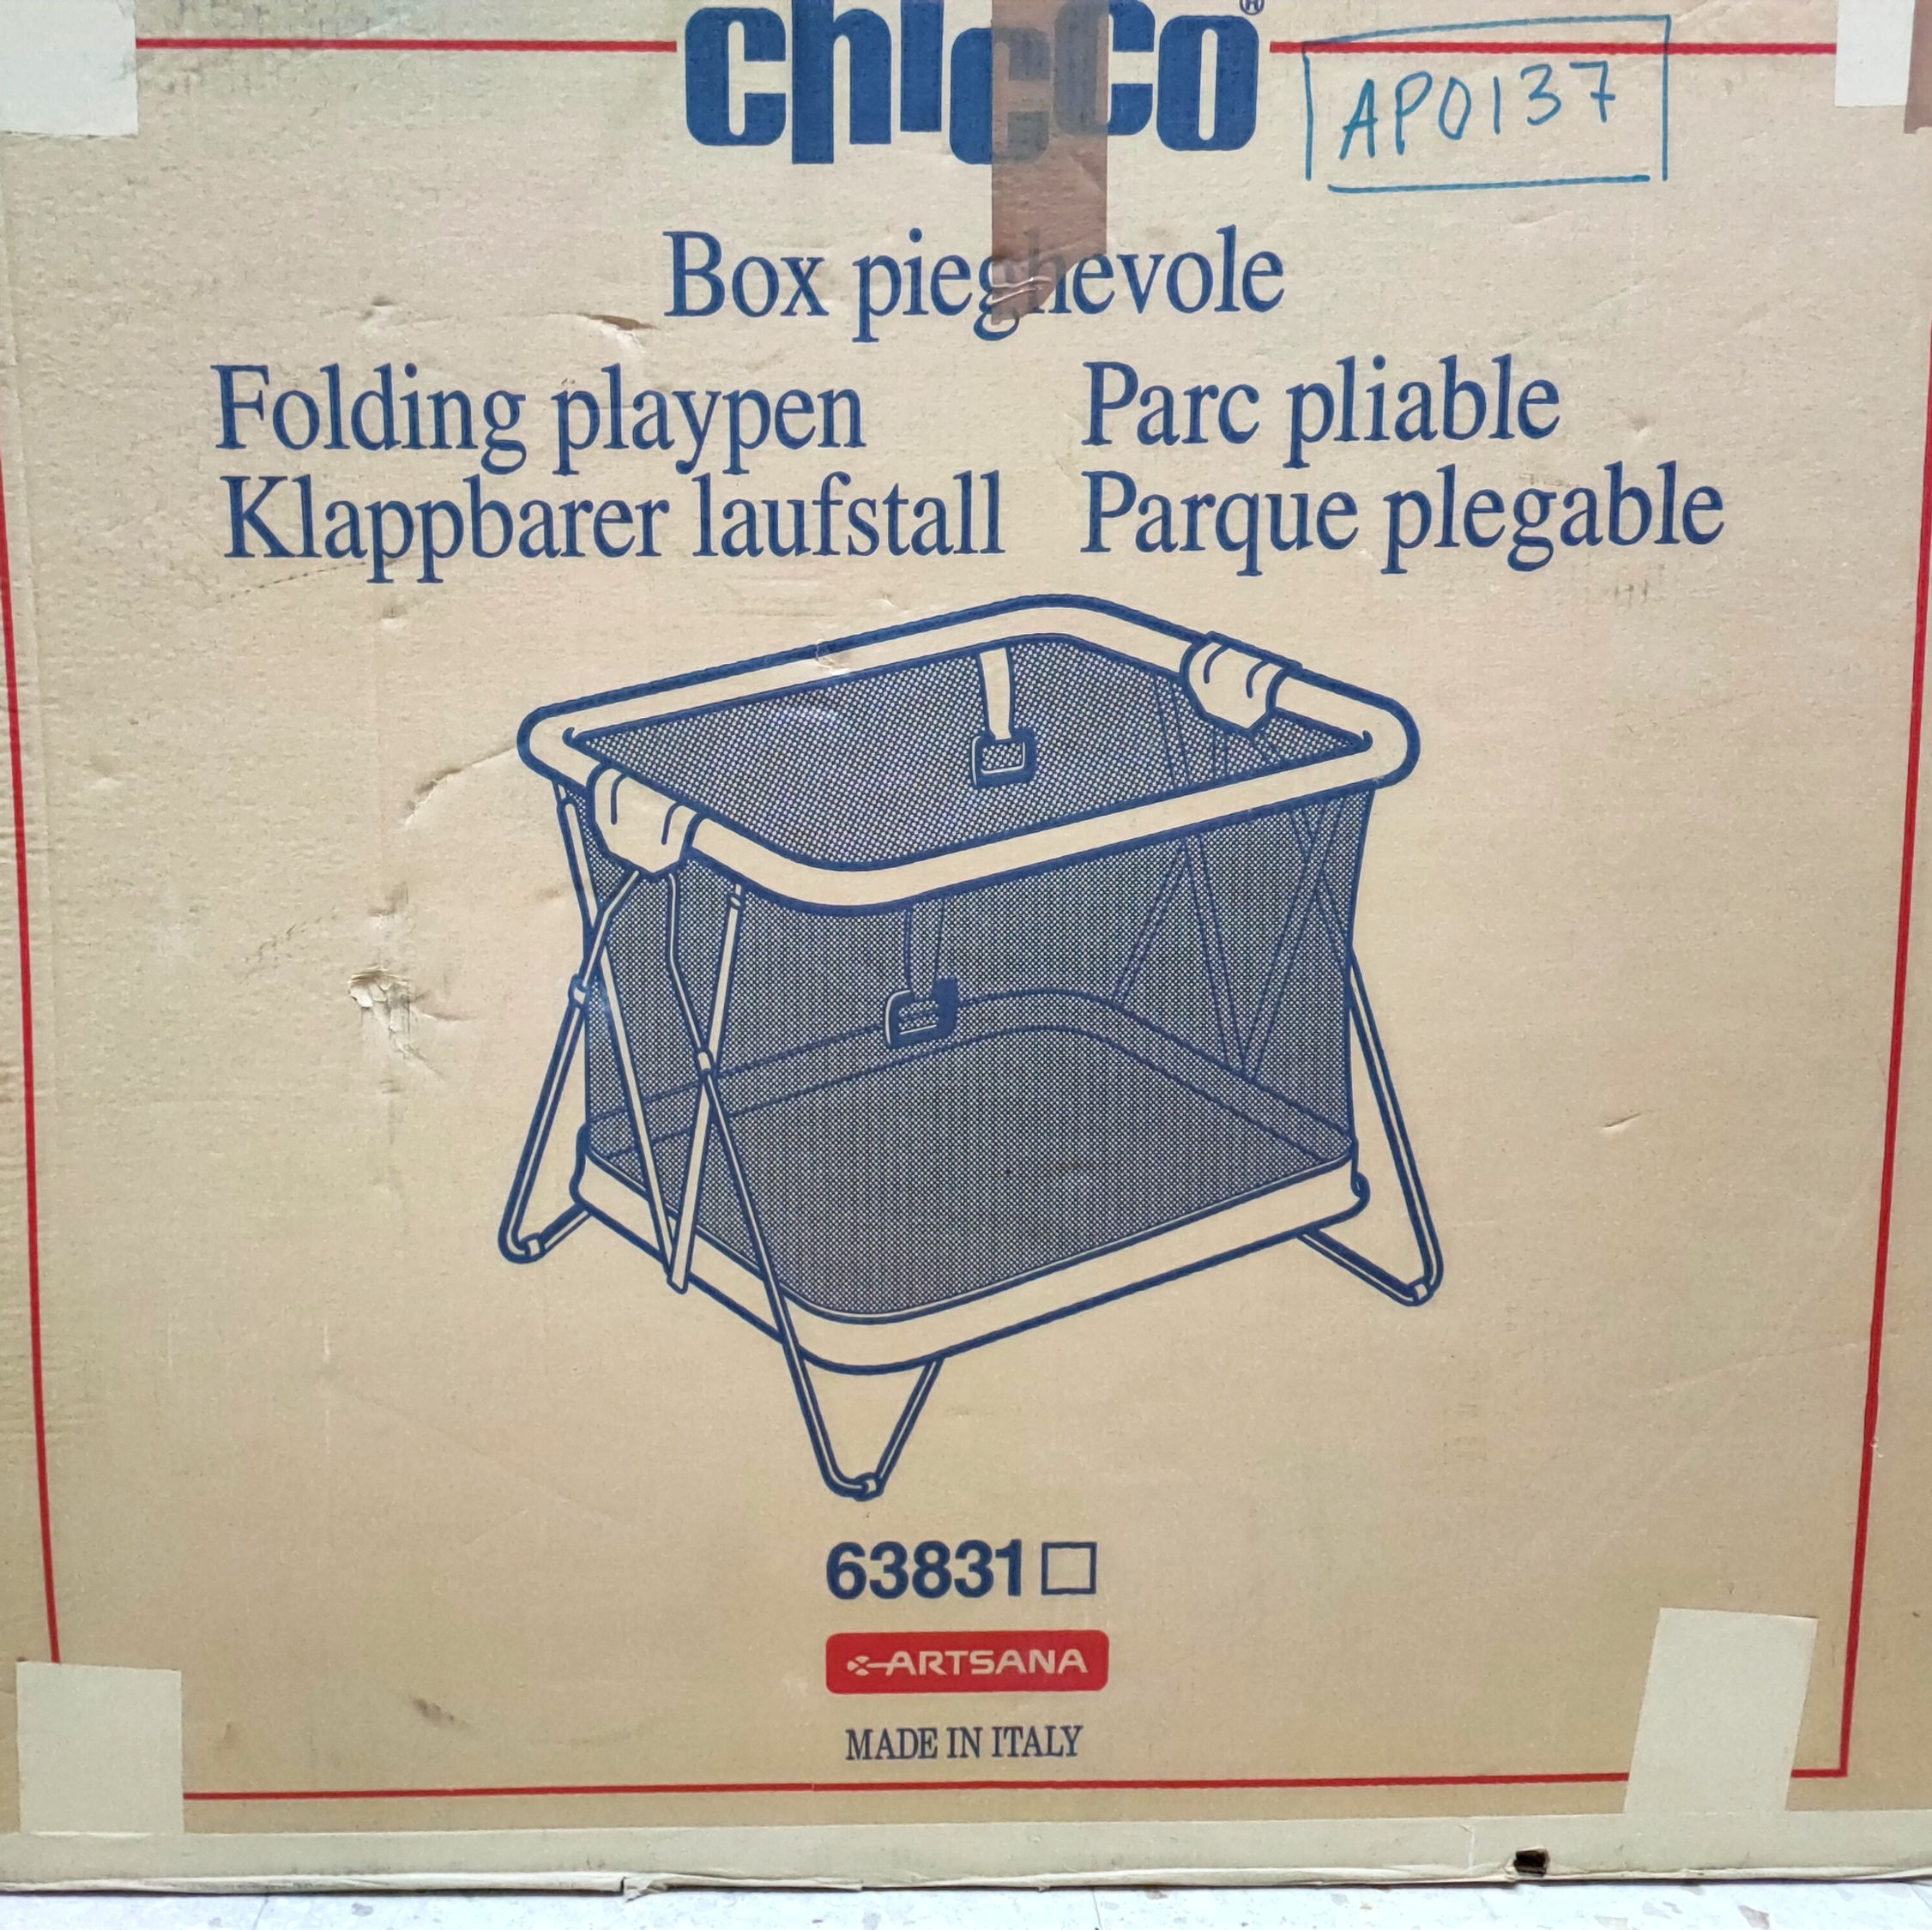 chicco®
AP0137
Box pieghevole
Folding playpen
Parc pliable
Klappbarer laufstall
Parque plegable
63831
ARTSANA
MADE IN ITALY